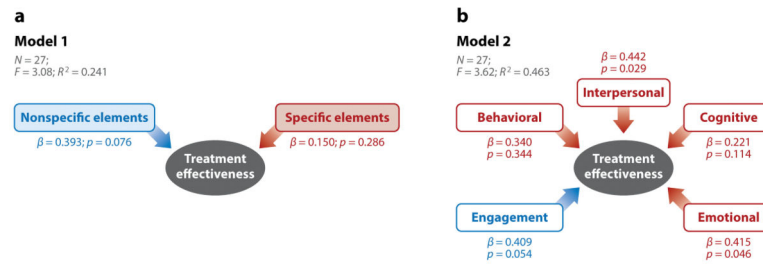 a
Model 1
N = 27;
F = 3.08; R² = 0.241
Nonspecific elements
β = 0.393; p = 0.076
Specific elements
β = 0.150; p = 0.286
Treatment
effectiveness
b
Model 2
N = 27;
F = 3.62; R² = 0.463
β = 0.442
p = 0.029
Interpersonal
Behavioral
β = 0.340
p = 0.344
Cognitive
β = 0.221
p = 0.114
Treatment
effectiveness
Engagement
β = 0.409
p = 0.054
Emotional
β = 0.415
p = 0.046